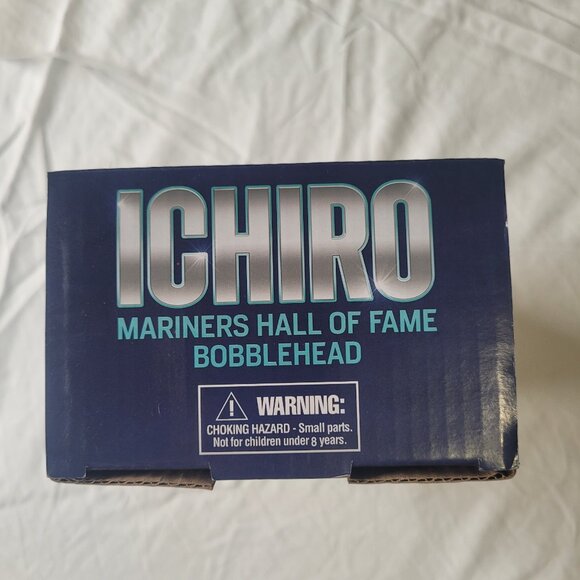 ICHIRO
MARINERS HALL OF FAME
BOBBLEHEAD
WARNING:
CHOKING HAZARD - Small parts.
Not for children under 8 years.